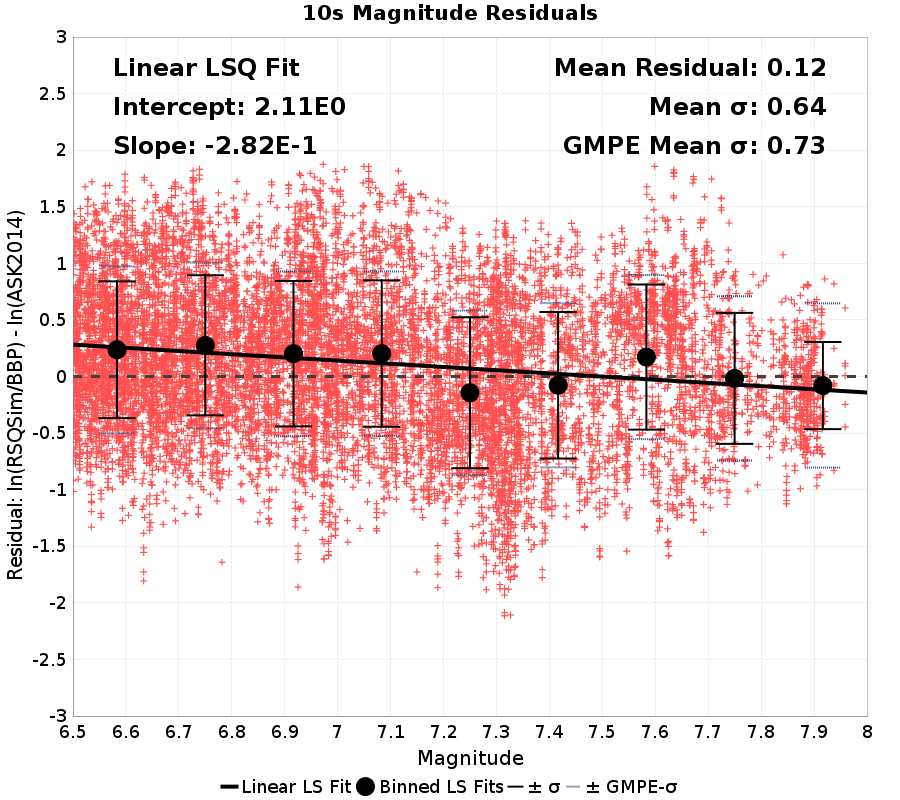 10s Magnitude Residuals
Linear LSQ Fit
Intercept: 2.11E0
Slope: -2.82E-1
Mean Residual: 0.12
Mean σ: 0.64
GMPE Mean σ: 0.73
Residual: ln(RSQSim/BBP) - ln(ASK2014)
3
2.5
2
1.5
1
0.5
0
-0.5
-1
-1.5
-2
-2.5
-3
6.5 6.6 6.7 6.8 6.9 7 7.1 7.2 7.3 7.4 7.5 7.6 7.7 7.8 7.9 8
Magnitude
Linear LS Fit Binned LS Fits ± σ ± GMPE-σ